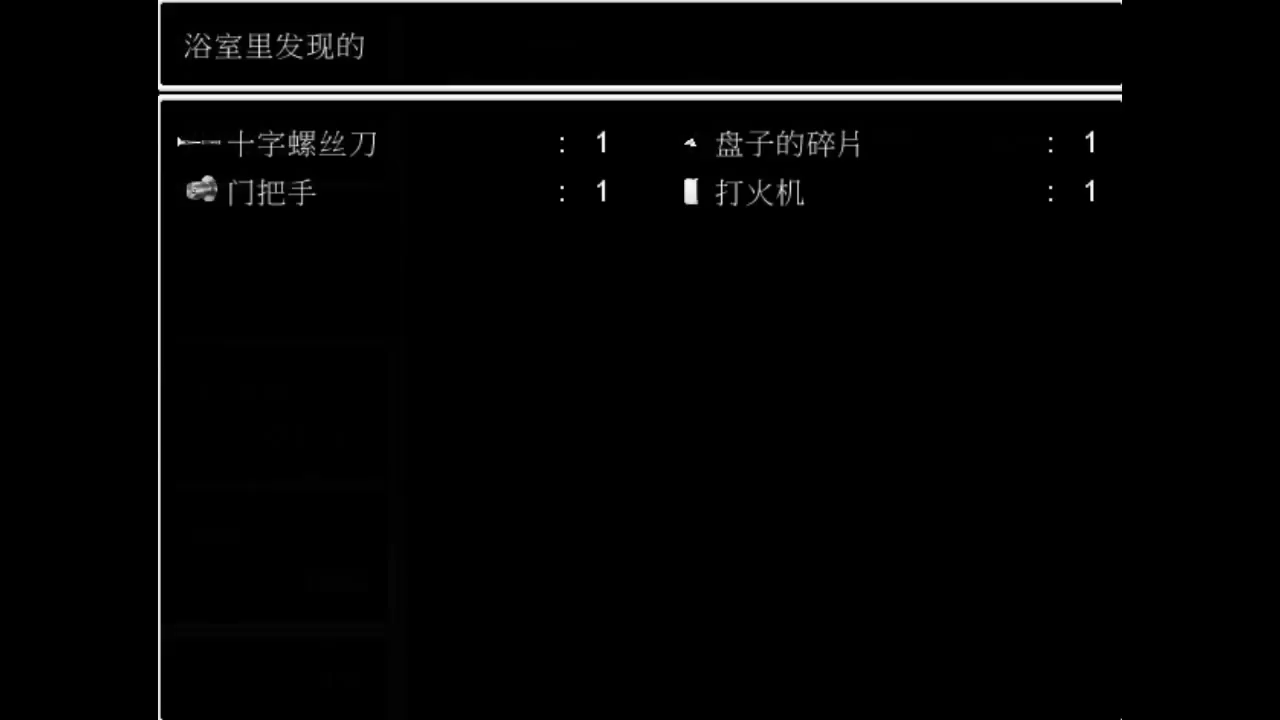 浴室里发现的
十字螺丝刀 : 1 盘子的碎片 : 1
门把手 : 1 打火机 : 1